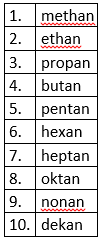 1. methan
2. ethan
3. propan
4. butan
5. pentan
6. hexan
7. heptan
8. oktan
9. nonan
10. dekan